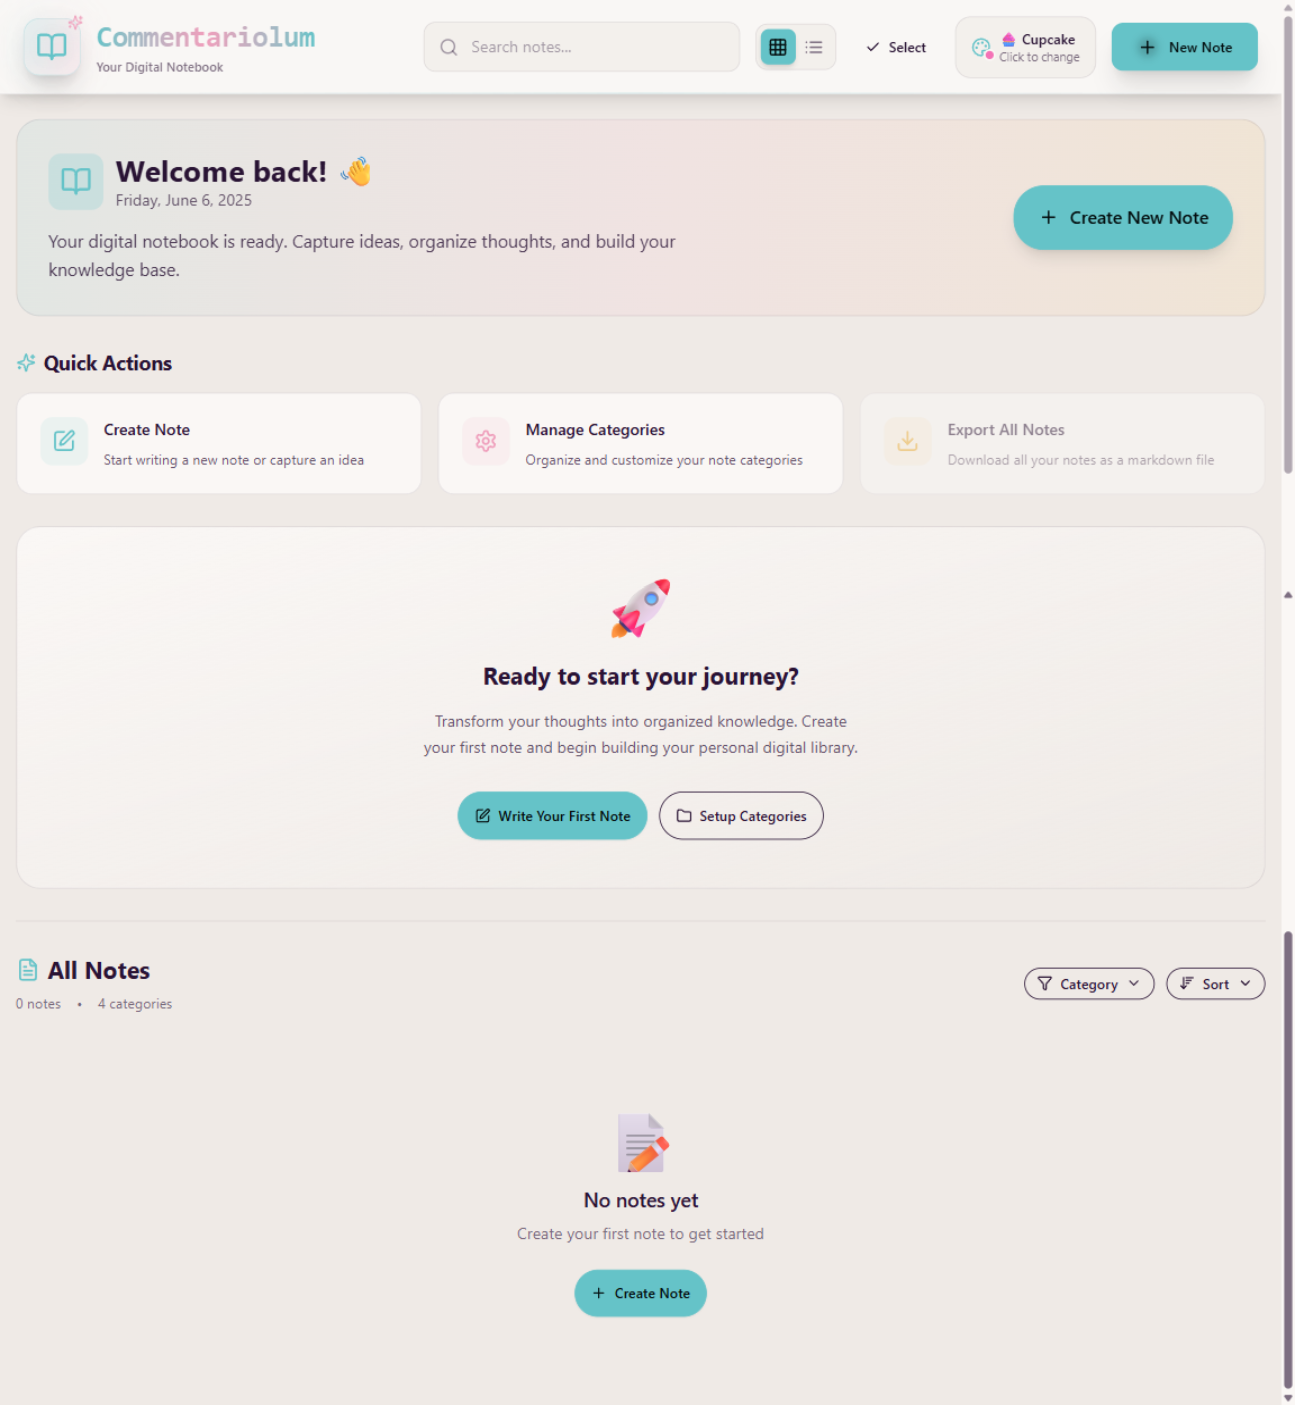 Commentariolum
Your Digital Notebook
Search notes...
Select
Cupcake
Click to change
New Note
Welcome back! 👋
Friday, June 6, 2025
Your digital notebook is ready. Capture ideas, organize thoughts, and build your
knowledge base.
Create New Note
Quick Actions
Create Note
Start writing a new note or capture an idea
Manage Categories
Organize and customize your note categories
Export All Notes
Download all your notes as a markdown file
Ready to start your journey?
Transform your thoughts into organized knowledge. Create
your first note and begin building your personal digital library.
Write Your First Note
Setup Categories
All Notes
0 notes • 4 categories
Category
Sort
No notes yet
Create your first note to get started
Create Note